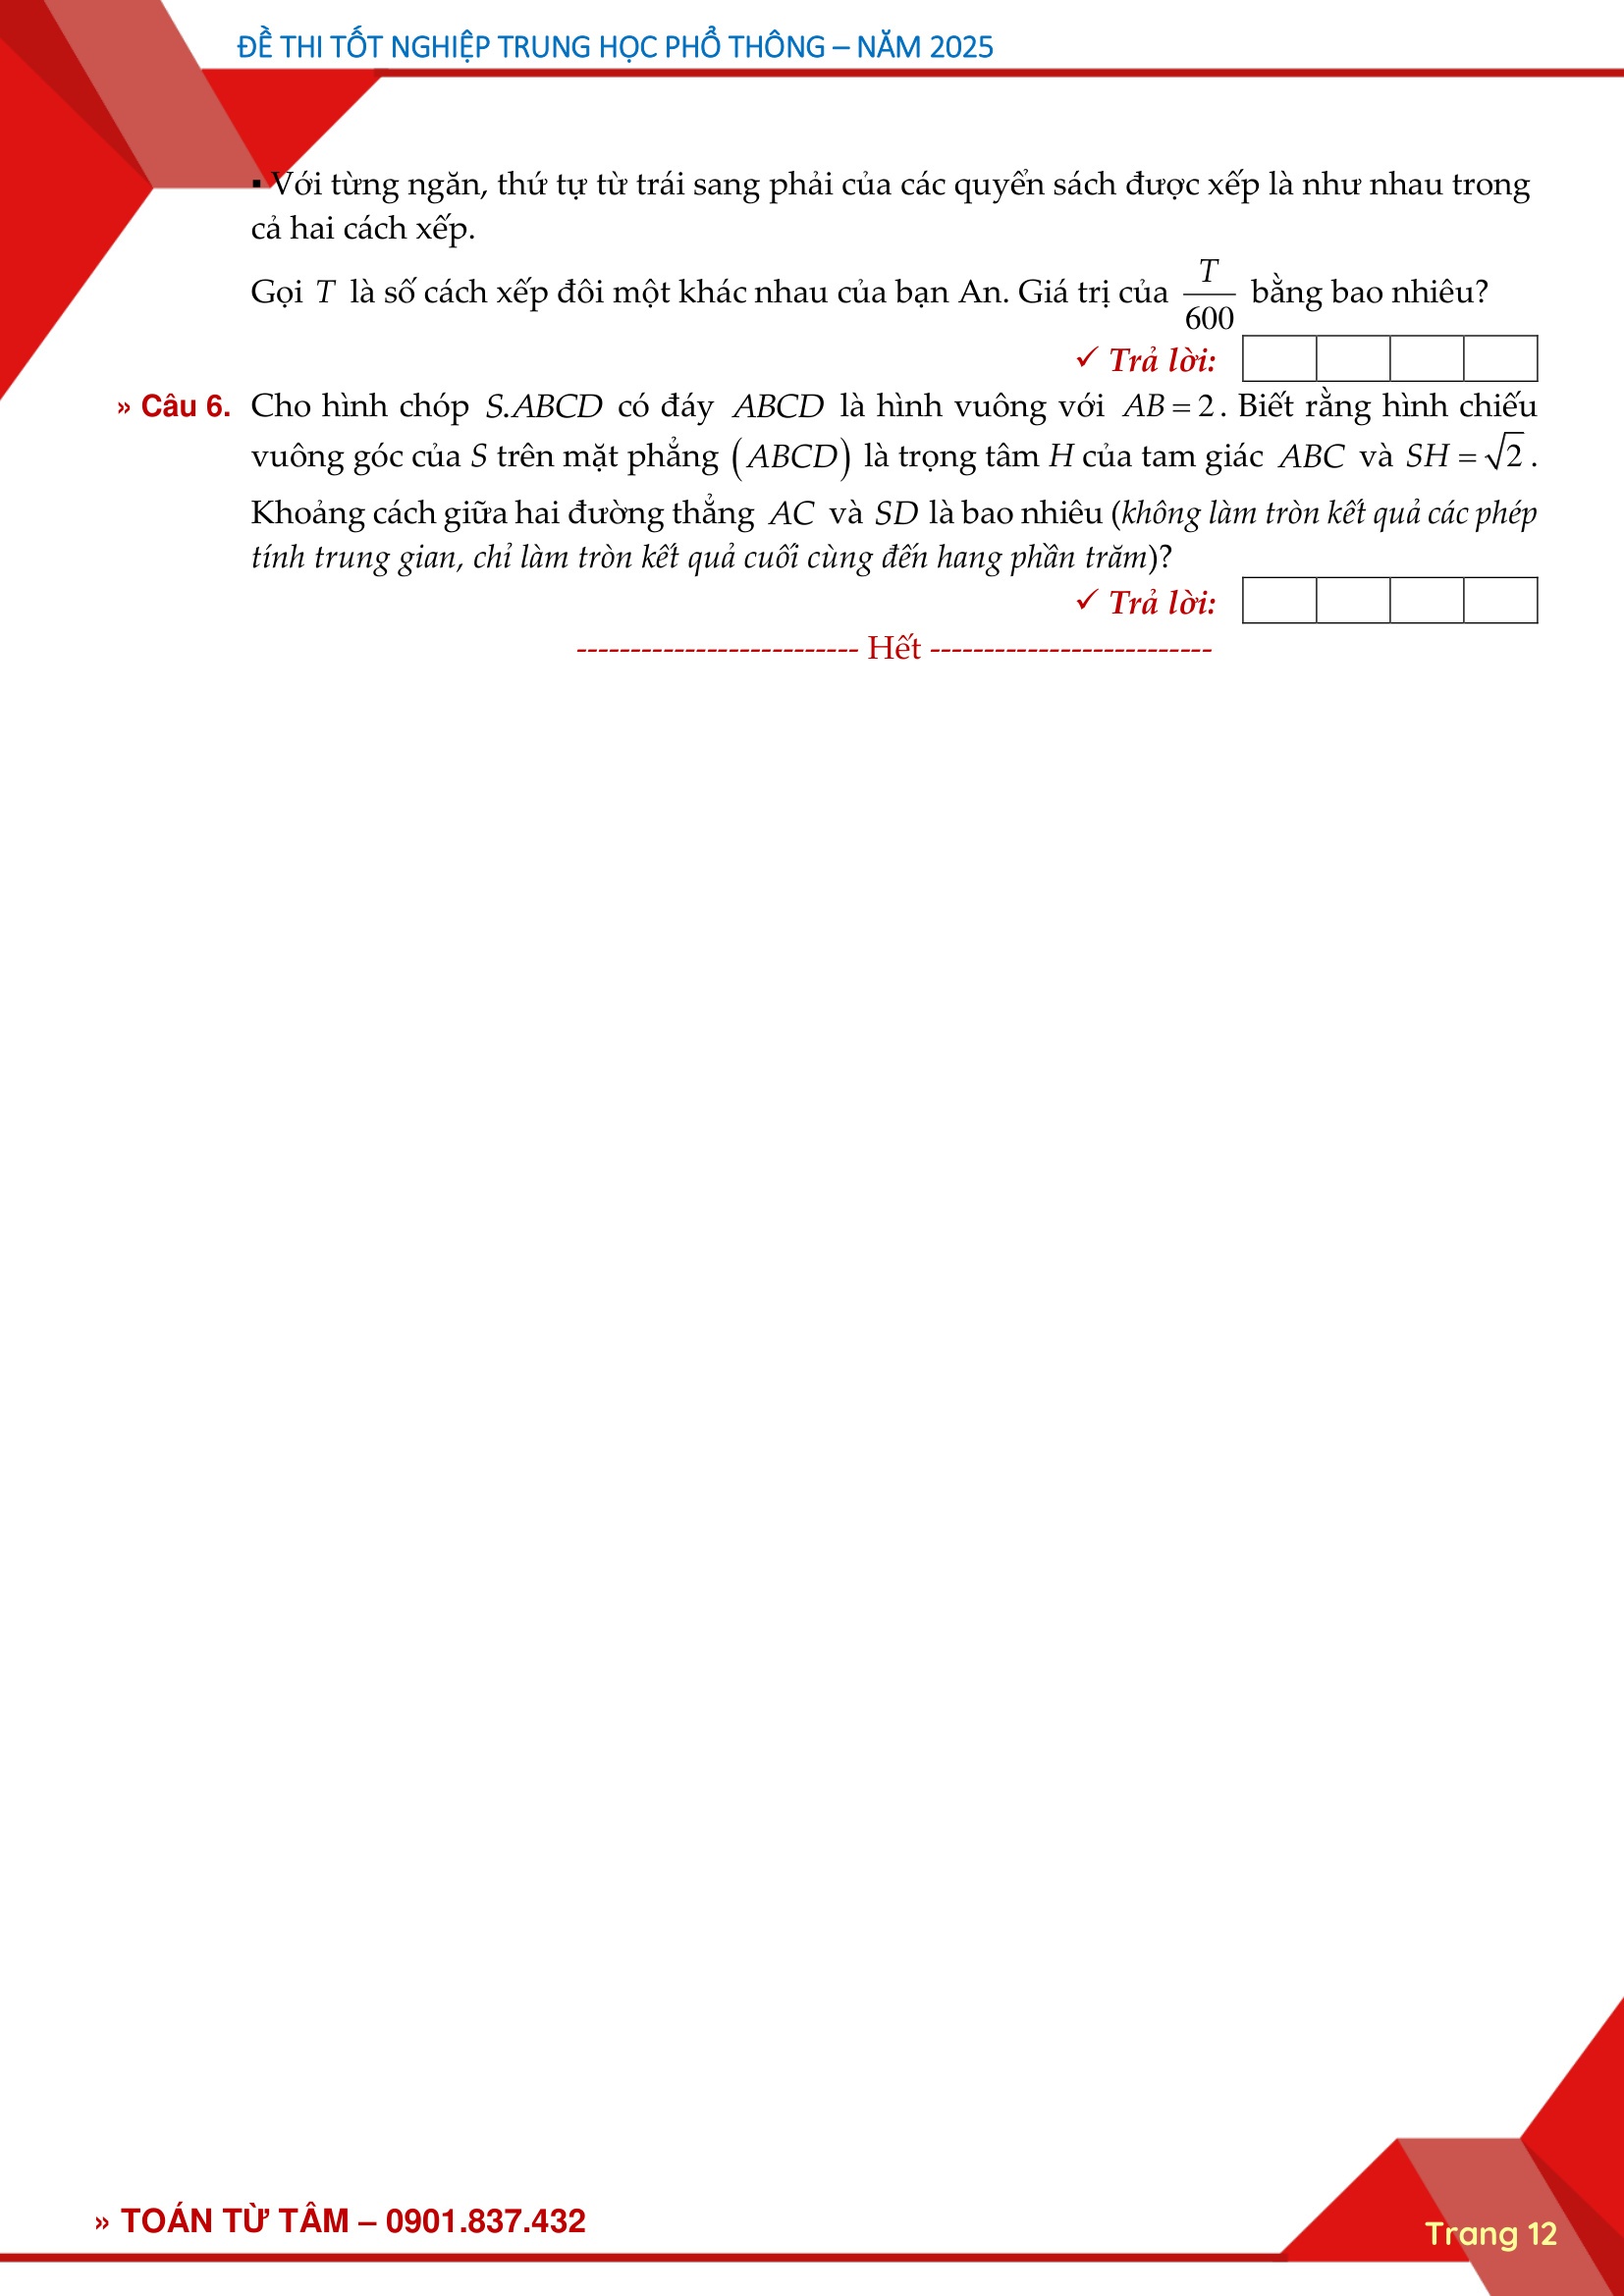 ĐỀ THI TỐT NGHIỆP TRUNG HỌC PHỔ THÔNG – NĂM 2025
▪ Với từng ngăn, thứ tự từ trái sang phải của các quyển sách được xếp là như nhau trong
cả hai cách xếp.
Gọi T là số cách xếp đôi một khác nhau của bạn An. Giá trị của T/600 bằng bao nhiêu?
✓ Trả lời:
» Câu 6. Cho hình chóp S.ABCD có đáy ABCD là hình vuông với AB = 2. Biết rằng hình chiếu
vuông góc của S trên mặt phẳng (ABCD) là trọng tâm H của tam giác ABC và SH = √2.
Khoảng cách giữa hai đường thẳng AC và SD là bao nhiêu (không làm tròn kết quả các phép
tính trung gian, chỉ làm tròn kết quả cuối cùng đến hang phần trăm)?
✓ Trả lời:
-------------------------- Hết --------------------------
» TOÁN TỪ TÂM – 0901.837.432
Trang 12